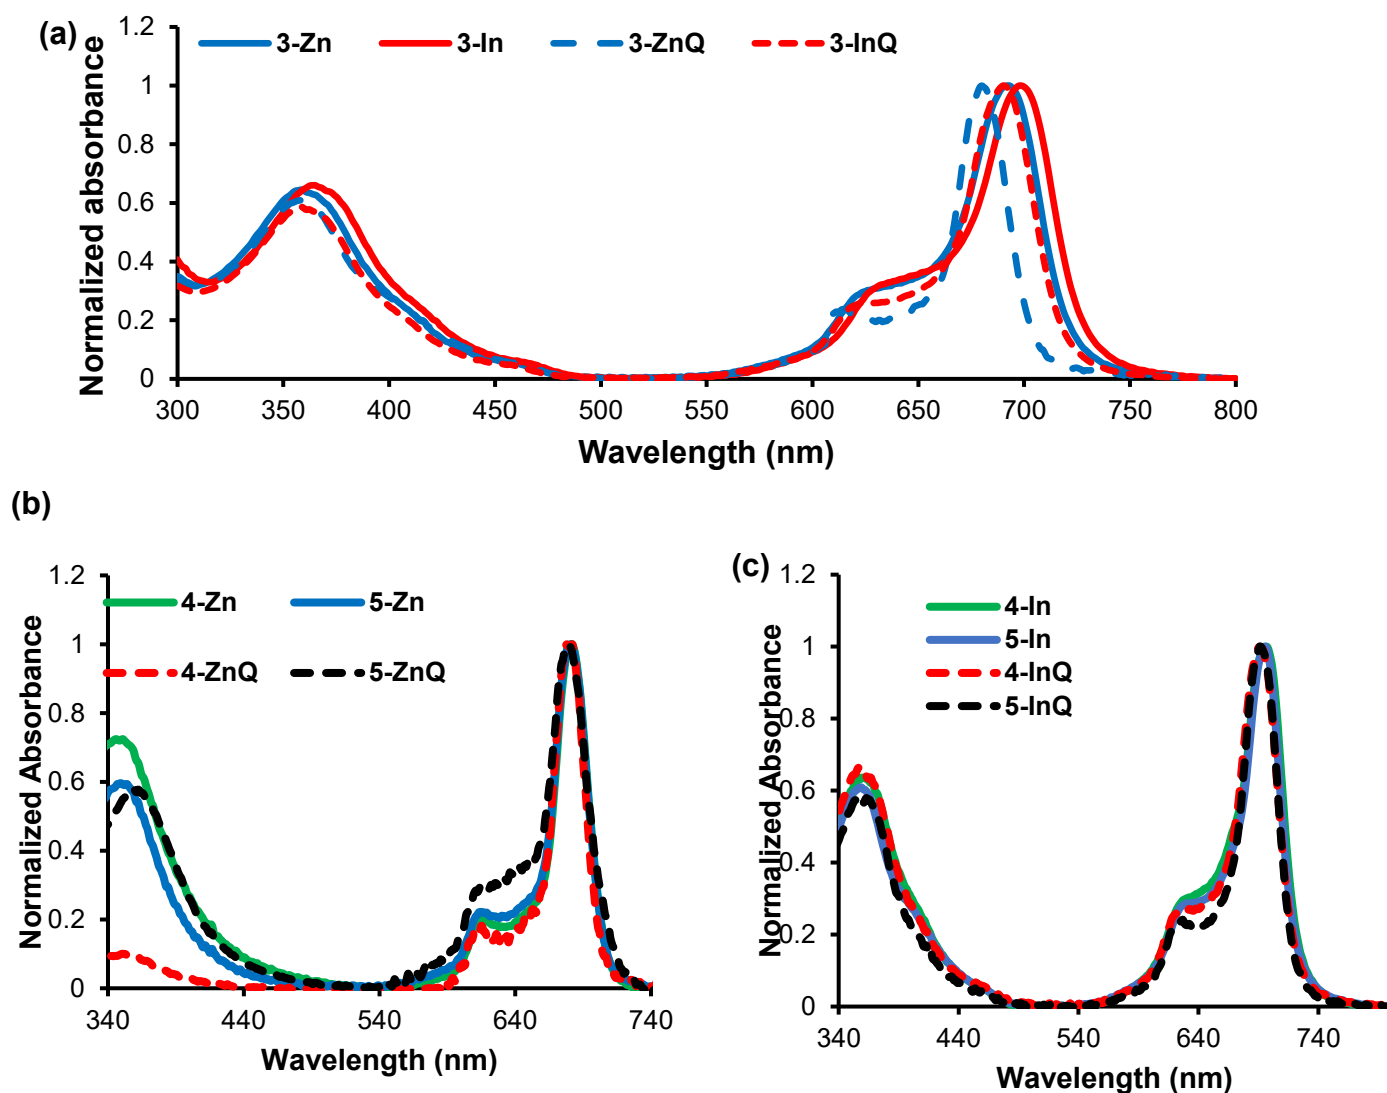 (a)
3-Zn 3-In 3-ZnQ 3-InQ
Normalized absorbance
1.2
1
0.8
0.6
0.4
0.2
0
300 350 400 450 500 550 600 650 700 750 800
Wavelength (nm)
(b)
4-Zn 5-Zn
4-ZnQ 5-ZnQ
Normalized Absorbance
1.2
1
0.8
0.6
0.4
0.2
0
340 440 540 640 740
Wavelength (nm)
(c)
4-In
5-In
4-InQ
5-InQ
Normalized Absorbance
1.2
1
0.8
0.6
0.4
0.2
0
340 440 540 640 740
Wavelength (nm)